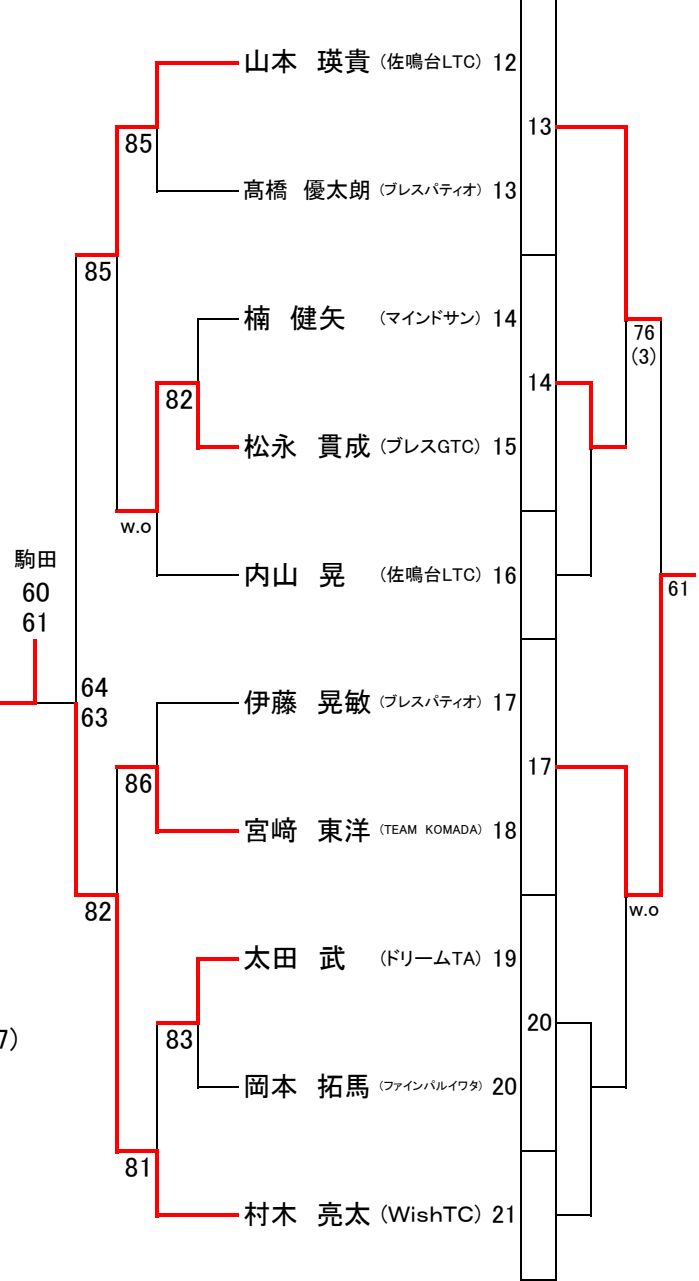 山本 瑛貴 (佐鳴台LTC) 12
13
85
髙橋 優太朗 (ブレスパティオ) 13
85
楠 健矢 (マインドサン) 14
76
(3)
14
82
松永 貫成 (ブレスGTC) 15
w.o
駒田
内山 晃 (佐鳴台LTC) 16
60
61
61
64
伊藤 晃敏 (ブレスパティオ) 17
63
17
86
宮﨑 東洋 (TEAM KOMADA) 18
82
w.o
太田 武 (ドリームTA) 19
20
83
7)
岡本 拓馬 (ファインパルイワタ) 20
81
村木 亮太 (WishTC) 21